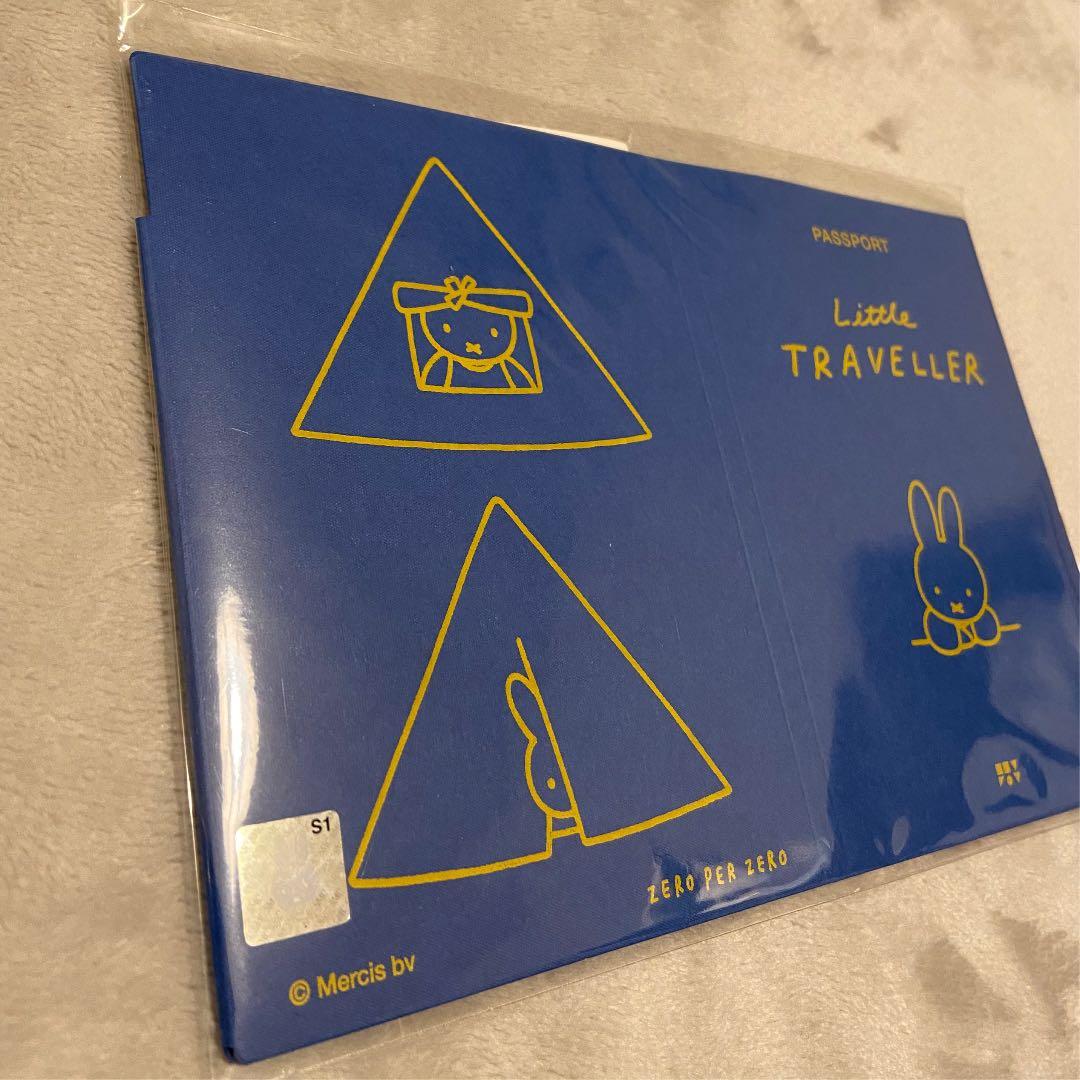 PASSPORT
Little
TRAVELLER
S1
ZERO PER ZERO
© Mercis bv